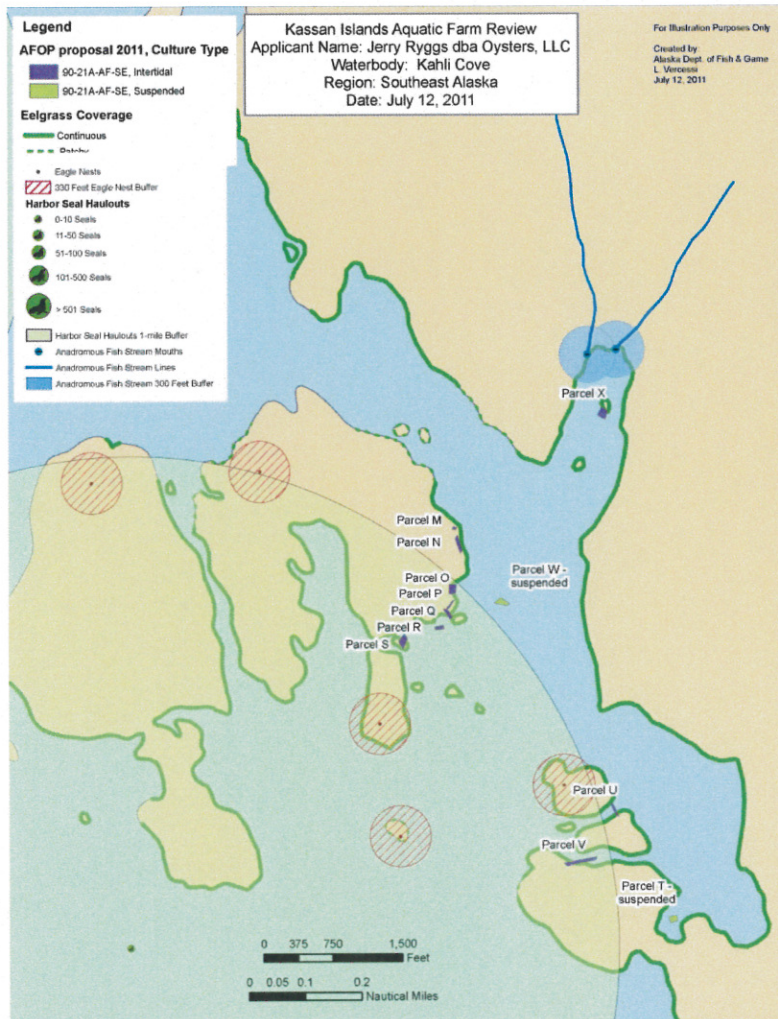 Legend
AFOP proposal 2011, Culture Type
90-21A-AF-SE, Intertidal
90-21A-AF-SE, Suspended
Eelgrass Coverage
Continuous
Patchy
Eagle Nests
330 Feet Eagle Nest Buffer
Harbor Seal Haulouts
0-10 Seals
11-50 Seals
51-100 Seals
101-500 Seals
> 501 Seals
Harbor Seal Haulouts 1-mile Buffer
Anadromous Fish Stream Mouths
Anadromous Fish Stream Lines
Anadromous Fish Stream 300 Feet Buffer
Kassan Islands Aquatic Farm Review
Applicant Name: Jerry Ryggs dba Oysters, LLC
Waterbody: Kahli Cove
Region: Southeast Alaska
Date: July 12, 2011
For Illustration Purposes Only
Created by
Alaska Dept. of Fish & Game
L. Vercessi
July 12, 2011
Parcel X
Parcel M
Parcel N
Parcel O
Parcel P
Parcel Q
Parcel R
Parcel S
Parcel W -
suspended
Parcel U
Parcel V
Parcel T -
suspended
0 375 750 1,500
Feet
0 0.05 0.1 0.2
Nautical Miles